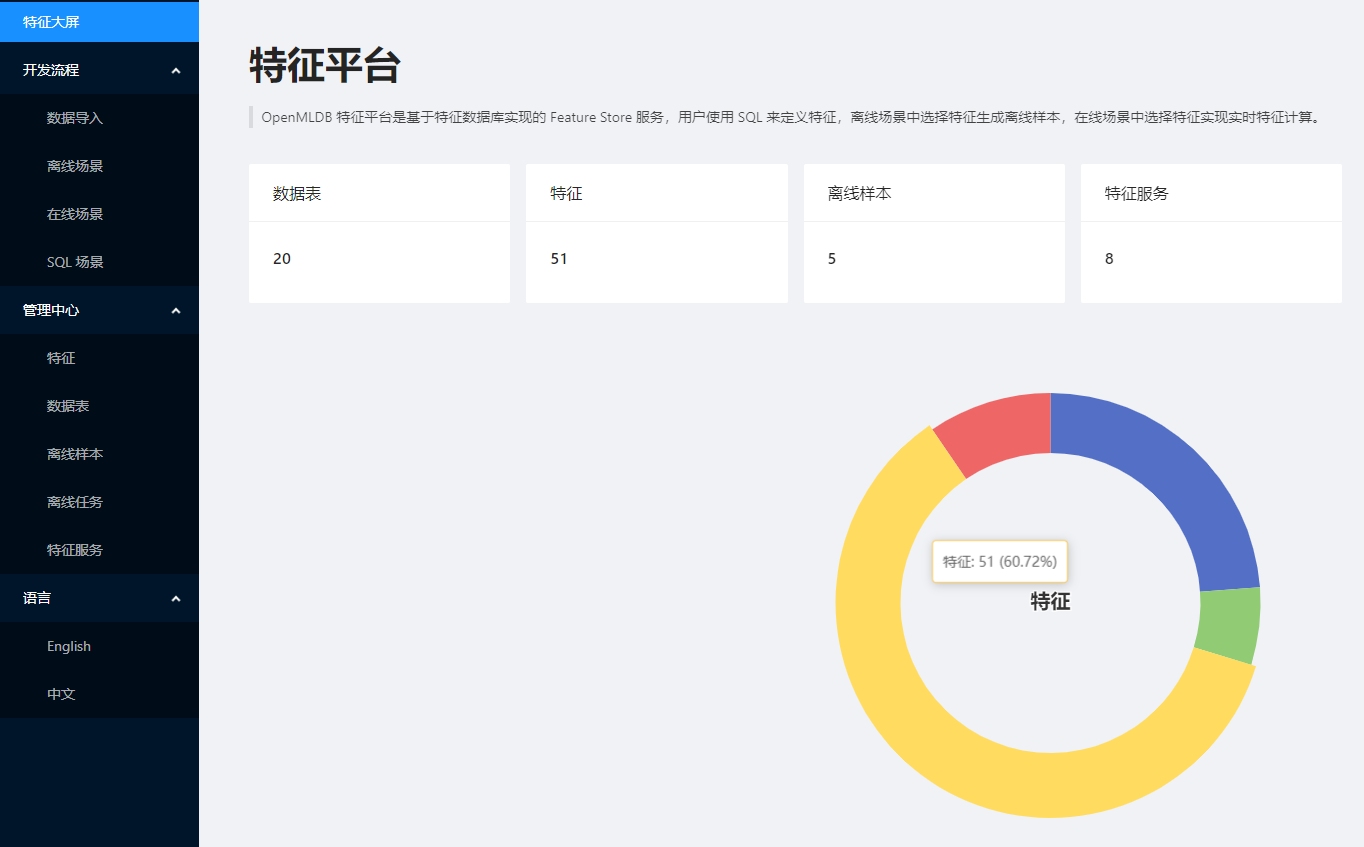 特征大屏
开发流程
数据导入
离线场景
在线场景
SQL 场景
管理中心
特征
数据表
离线样本
离线任务
特征服务
语言
English
中文
特征平台
OpenMLDB 特征平台是基于特征数据库实现的 Feature Store 服务，用户使用 SQL 来定义特征，离线场景中选择特征生成离线样本，在线场景中选择特征实现实时特征计算。
数据表
20
特征
51
离线样本
5
特征服务
8
特征: 51 (60.72%)
特征